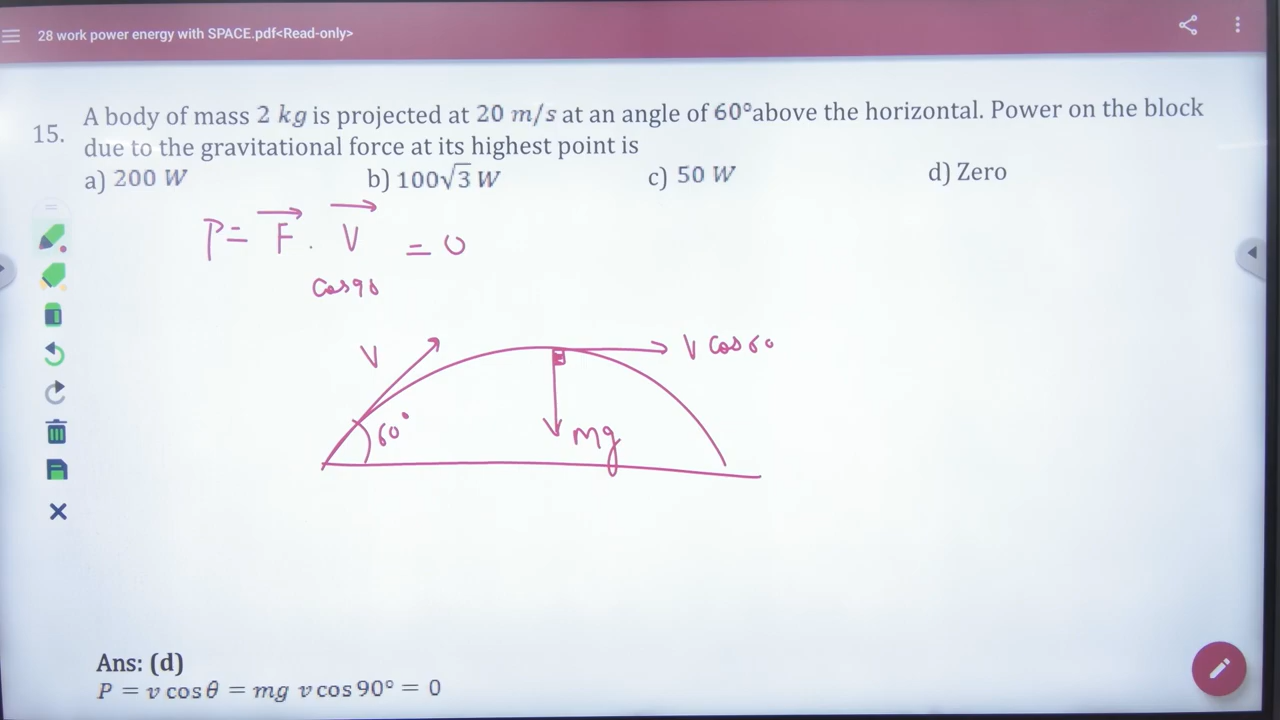 28 work power energy with SPACE.pdf<Read-only>
15. A body of mass 2 kg is projected at 20 m/s at an angle of 60° above the horizontal. Power on the block
due to the gravitational force at its highest point is
a) 200 W b) 100√3 W c) 50 W d) Zero
P = F⃗ . V⃗ = 0
Cos90
V
V Cos60
60°
mg
Ans: (d)
P = v cos θ = mg v cos 90° = 0